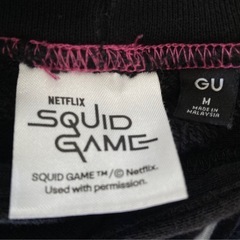 NETFLIX
SQUID
GAME
SQUID GAME™/© Netflix.
Used with permission.
GU
M
MADE IN
MALAYSIA